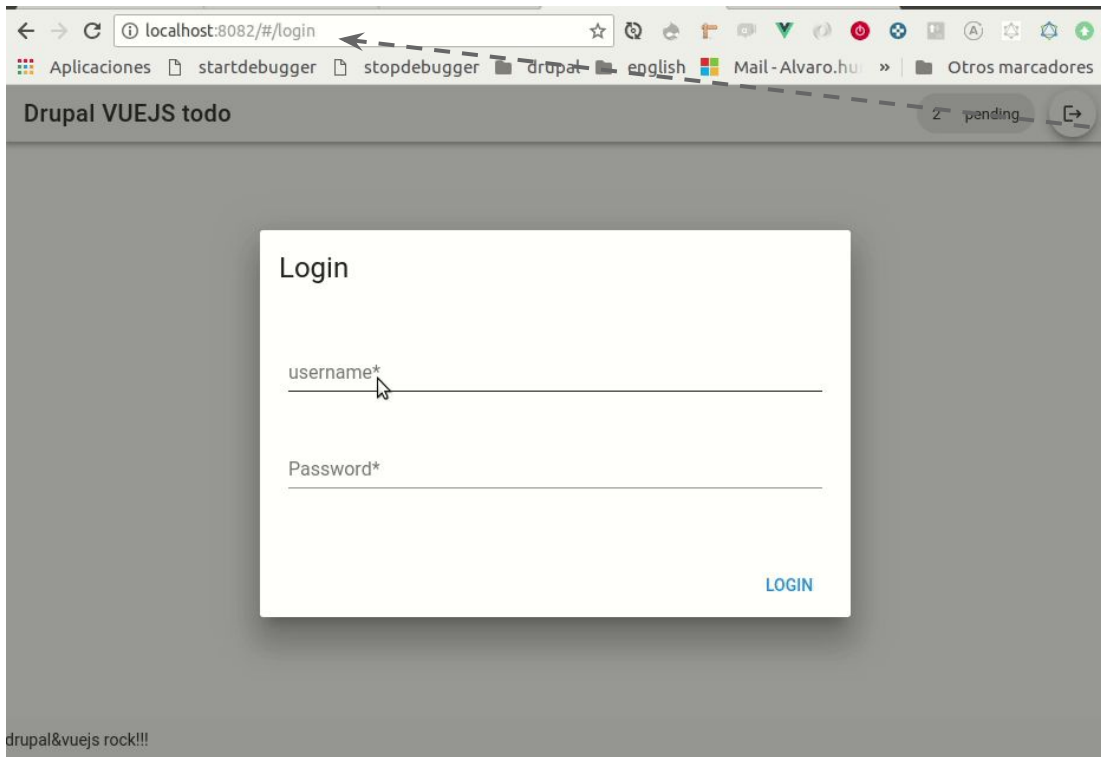 localhost:8082/#/login
Aplicaciones startdebugger stopdebugger drupal english Mail - Alvaro.hu » Otros marcadores
Drupal VUEJS todo 2 pending
Login
username*
Password*
LOGIN
drupal&vuejs rock!!!